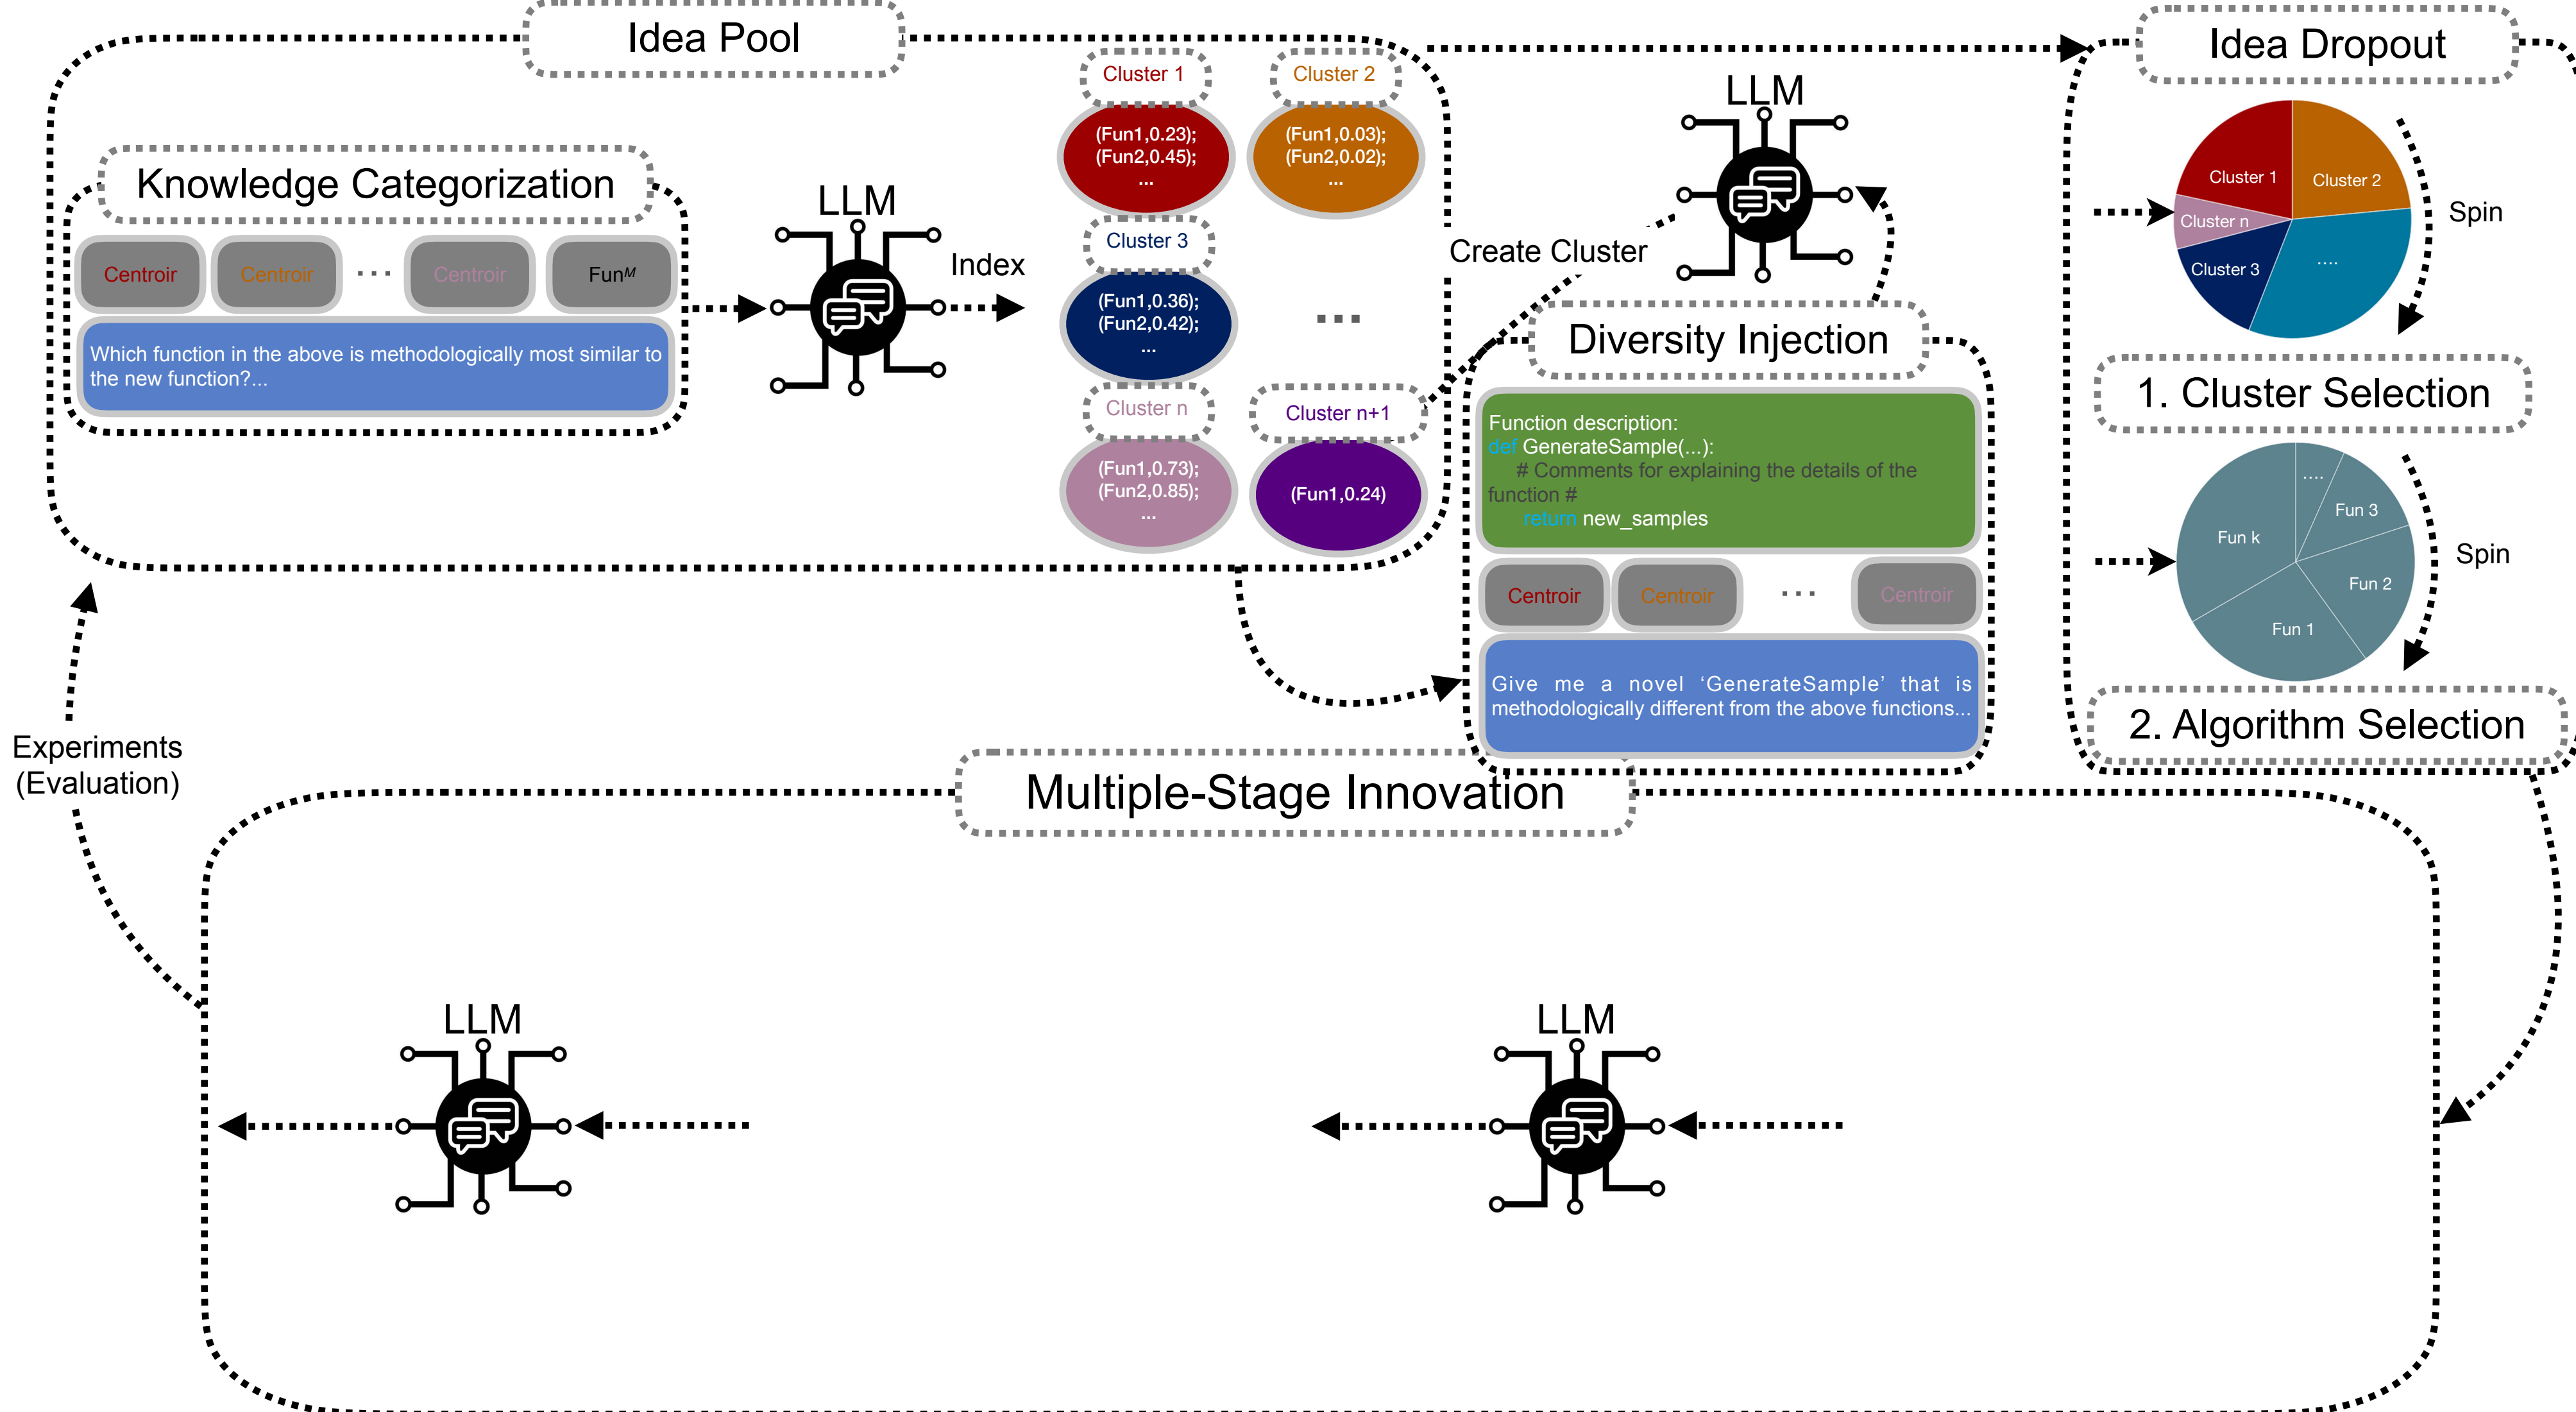 Idea Pool
Knowledge Categorization
Centroir
Centroir
...
Centroir
Funᴹ
Which function in the above is methodologically most similar to
the new function?...
LLM
Index
Cluster 1
(Fun1,0.23);
(Fun2,0.45);
...
Cluster 2
(Fun1,0.03);
(Fun2,0.02);
...
Cluster 3
(Fun1,0.36);
(Fun2,0.42);
...
...
Cluster n
(Fun1,0.73);
(Fun2,0.85);
...
Cluster n+1
(Fun1,0.24)
Create Cluster
LLM
Diversity Injection
Function description:
def GenerateSample(...):
# Comments for explaining the details of the
function #
return new_samples
Centroir
Centroir
...
Centroir
Give me a novel ‘GenerateSample’ that is
methodologically different from the above functions...
Idea Dropout
Cluster 1
Cluster 2
Cluster n
Cluster 3
....
Spin
1. Cluster Selection
....
Fun 3
Fun k
Fun 2
Fun 1
Spin
2. Algorithm Selection
Experiments
(Evaluation)
Multiple-Stage Innovation
LLM
LLM